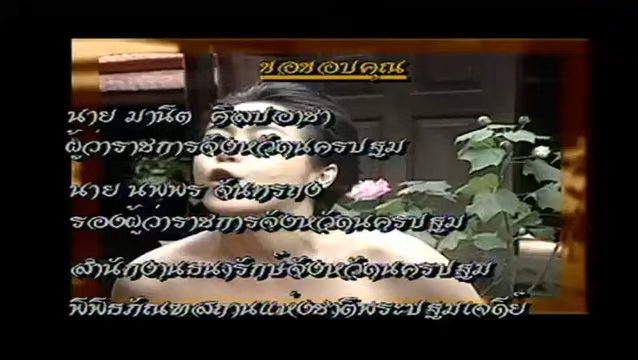 ขอขอบคุณ
นาย มานิต ศิลปอาชา
ผู้ว่าราชการจังหวัดนครปฐม
นาย นพพร จันทรถง
รองผู้ว่าราชการจังหวัดนครปฐม
สำนักงานธนารักษ์จังหวัดนครปฐม
พิพิธภัณฑสถานแห่งชาติพระปฐมเจดีย์